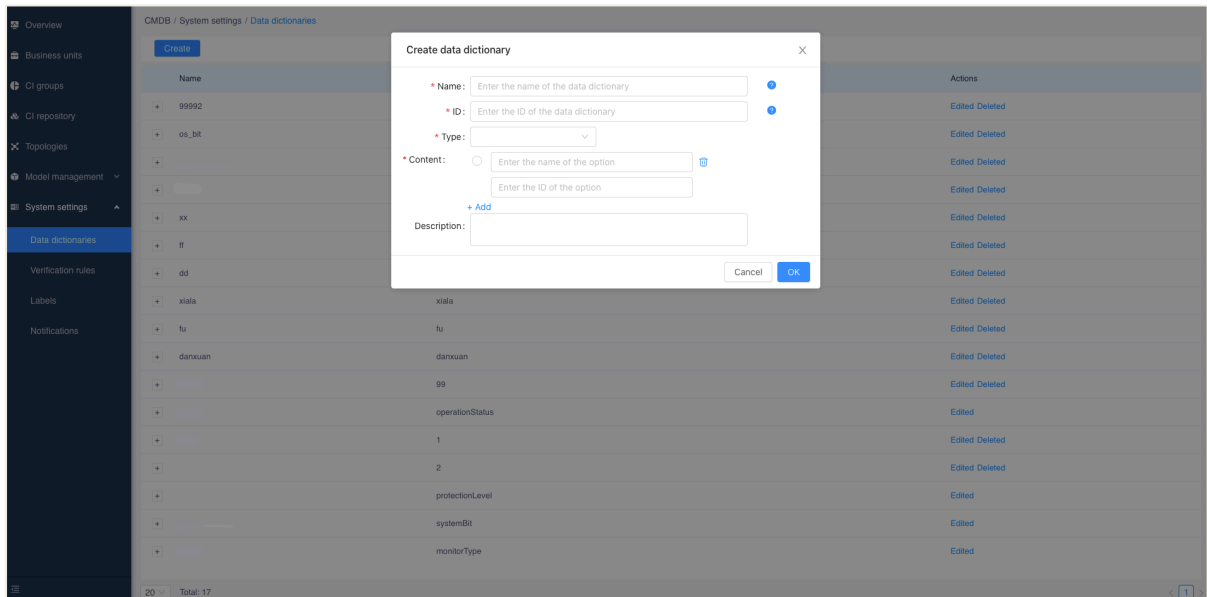 Overview
Business units
CI groups
CI repository
Topologies
Model management
System settings
Data dictionaries
Verification rules
Labels
Notifications
CMDB / System settings / Data dictionaries
Create
Name Actions
99992 Edited Deleted
os_bit Edited Deleted
Edited Deleted
Edited Deleted
xx Edited Deleted
lf Edited Deleted
dd Edited Deleted
xiala xiala Edited Deleted
fu fu Edited Deleted
danxuan danxuan Edited Deleted
99 Edited Deleted
operationStatus Edited
1 Edited Deleted
2 Edited Deleted
protectionLevel Edited
systemBit Edited
monitorType Edited
20 Total: 17 < 1 >
Create data dictionary
* Name: Enter the name of the data dictionary
* ID: Enter the ID of the data dictionary
* Type:
* Content: Enter the name of the option
Enter the ID of the option
+ Add
Description:
Cancel OK